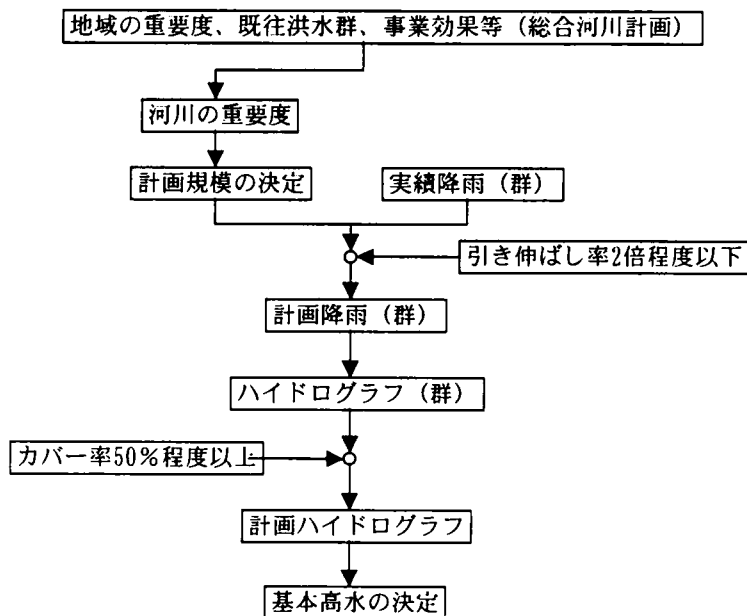 地域の重要度、既往洪水群、事業効果等（総合河川計画）
河川の重要度
計画規模の決定
実績降雨（群）
引き伸ばし率2倍程度以下
計画降雨（群）
ハイドログラフ（群）
カバー率50％程度以上
計画ハイドログラフ
基本高水の決定